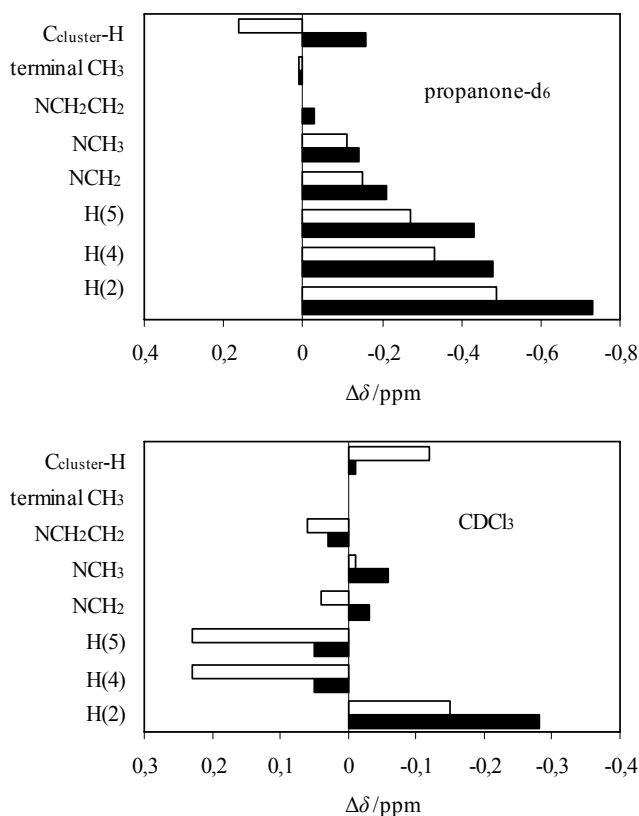 Ccluster-H
terminal CH3
NCH2CH2
propanone-d6
NCH3
NCH2
H(5)
H(4)
H(2)
0,4 0,2 0 -0,2 -0,4 -0,6 -0,8
Δδ /ppm
Ccluster-H
terminal CH3
NCH2CH2
CDCl3
NCH3
NCH2
H(5)
H(4)
H(2)
0,3 0,2 0,1 0 -0,1 -0,2 -0,3 -0,4
Δδ /ppm